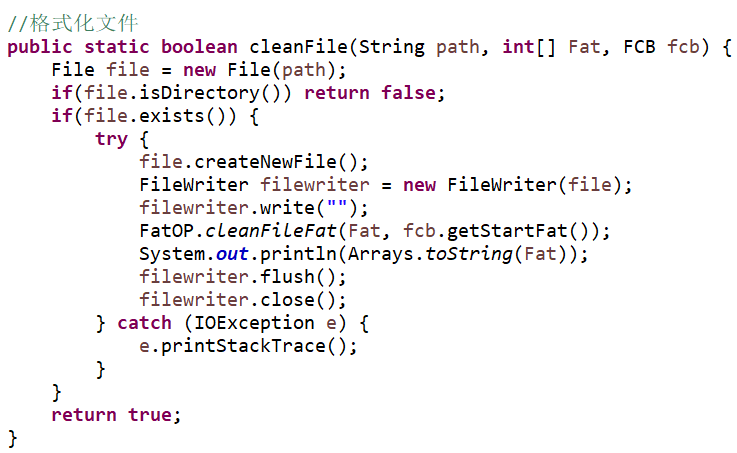 //格式化文件
public static boolean cleanFile(String path, int[] Fat, FCB fcb) {
    File file = new File(path);
    if(file.isDirectory()) return false;
    if(file.exists()) {
        try {
            file.createNewFile();
            FileWriter filewriter = new FileWriter(file);
            filewriter.write("");
            FatOP.cleanFileFat(Fat, fcb.getStartFat());
            System.out.println(Arrays.toString(Fat));
            filewriter.flush();
            filewriter.close();
        } catch (IOException e) {
            e.printStackTrace();
        }
    }
    return true;
}